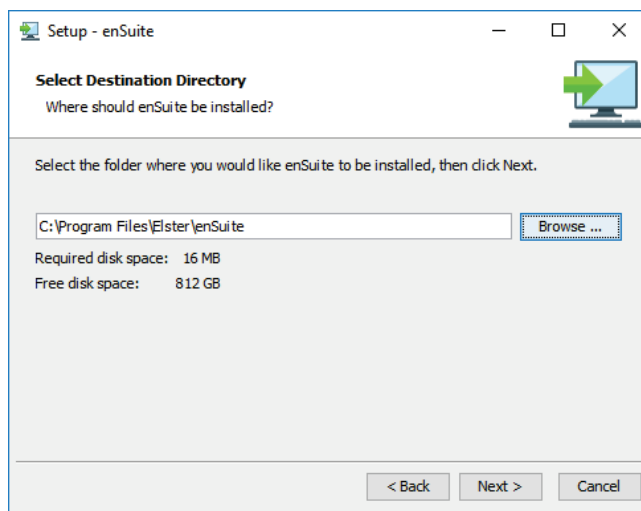 Setup - enSuite
Select Destination Directory
Where should enSuite be installed?
Select the folder where you would like enSuite to be installed, then click Next.
C:\Program Files\Elster\enSuite
Browse ...
Required disk space: 16 MB
Free disk space: 812 GB
< Back
Next >
Cancel